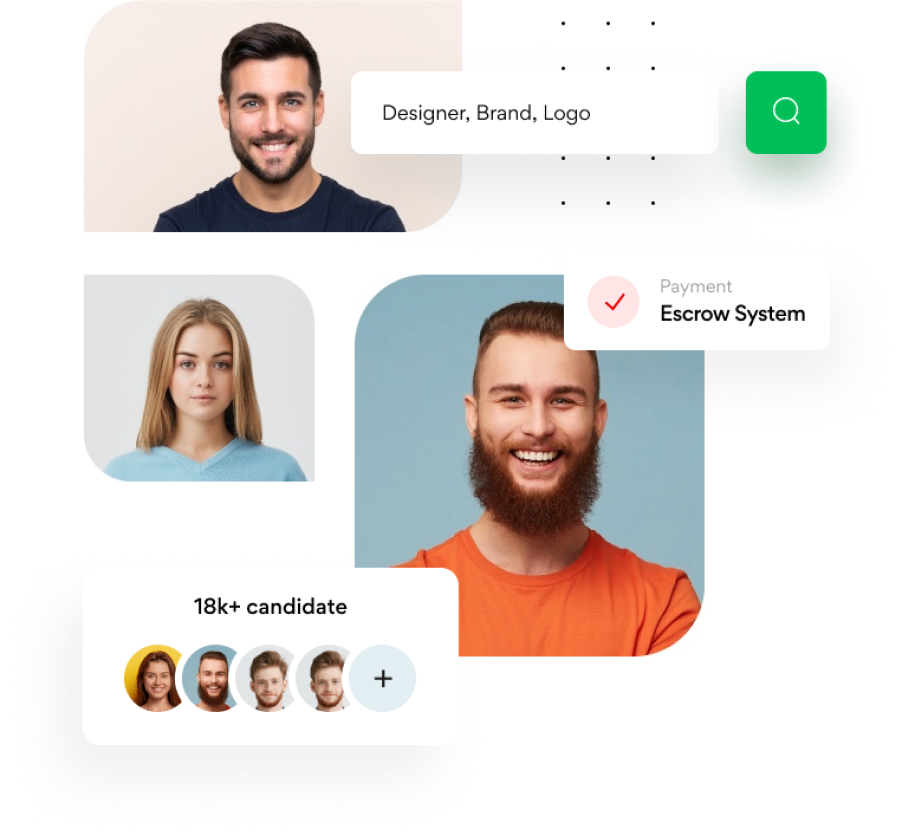 Designer, Brand, Logo
Payment
Escrow System
18k+ candidate
+